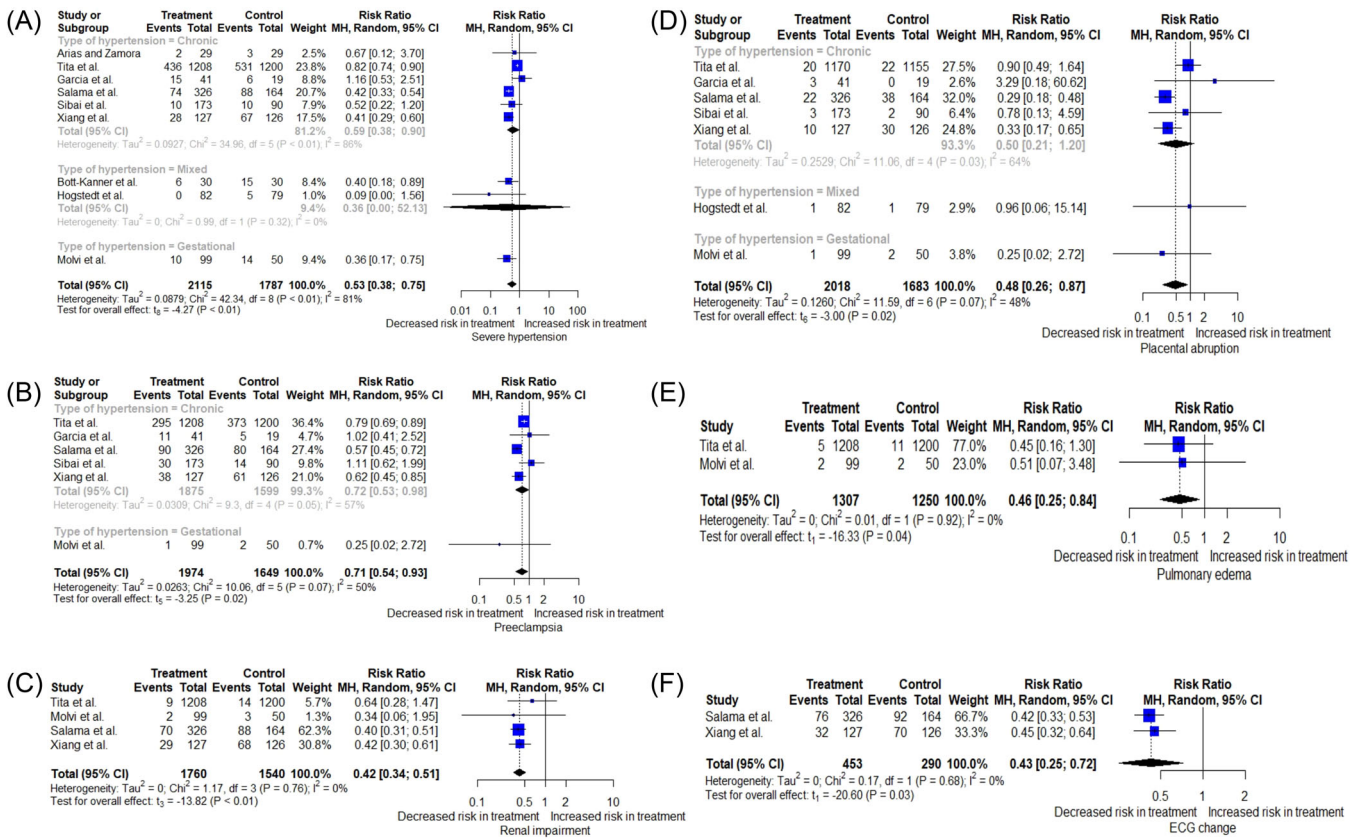 (A)
Study or Treatment Control Risk Ratio Risk Ratio
Subgroup Events Total Events Total Weight MH, Random, 95% CI MH, Random, 95% CI
Type of hypertension = Chronic
Arias and Zamora 2 29 3 29 2.5% 0.67 [0.12; 3.70]
Tita et al. 436 1208 531 1200 23.8% 0.82 [0.74; 0.90]
Garcia et al. 15 41 6 19 8.8% 1.16 [0.53; 2.51]
Salama et al. 74 326 88 164 20.7% 0.42 [0.33; 0.54]
Sibai et al. 10 173 10 90 7.9% 0.52 [0.22; 1.20]
Xiang et al. 28 127 67 126 17.5% 0.41 [0.29; 0.60]
Total (95% CI) 81.2% 0.59 [0.38; 0.90]
Heterogeneity: Tau² = 0.0927; Chi² = 34.96, df = 5 (P < 0.01); I² = 86%
Type of hypertension = Mixed
Bott-Kanner et al. 6 30 15 30 8.4% 0.40 [0.18; 0.89]
Hogstedt et al. 0 82 5 79 1.0% 0.09 [0.00; 1.56]
Total (95% CI) 9.4% 0.36 [0.00; 52.13]
Heterogeneity: Tau² = 0; Chi² = 0.99, df = 1 (P = 0.32); I² = 0%
Type of hypertension = Gestational
Molvi et al. 10 99 14 50 9.4% 0.36 [0.17; 0.75]
Total (95% CI) 2115 1787 100.0% 0.53 [0.38; 0.75]
Heterogeneity: Tau² = 0.0879; Chi² = 42.34, df = 8 (P < 0.01); I² = 81%
Test for overall effect: t₈ = -4.27 (P < 0.01)
0.01 0.1 1 10 100
Decreased risk in treatment Increased risk in treatment
Severe hypertension
(B)
Study or Treatment Control Risk Ratio Risk Ratio
Subgroup Events Total Events Total Weight MH, Random, 95% CI MH, Random, 95% CI
Type of hypertension = Chronic
Tita et al. 295 1208 373 1200 36.4% 0.79 [0.69; 0.89]
Garcia et al. 11 41 5 19 4.7% 1.02 [0.41; 2.52]
Salama et al. 90 326 80 164 27.4% 0.57 [0.45; 0.72]
Sibai et al. 30 173 14 90 9.8% 1.11 [0.62; 1.99]
Xiang et al. 38 127 61 126 21.0% 0.62 [0.45; 0.85]
Total (95% CI) 1875 1599 99.3% 0.72 [0.53; 0.98]
Heterogeneity: Tau² = 0.0309; Chi² = 9.3, df = 4 (P = 0.05); I² = 57%
Type of hypertension = Gestational
Molvi et al. 1 99 2 50 0.7% 0.25 [0.02; 2.72]
Total (95% CI) 1974 1649 100.0% 0.71 [0.54; 0.93]
Heterogeneity: Tau² = 0.0263; Chi² = 10.06, df = 5 (P = 0.07); I² = 50%
Test for overall effect: t₅ = -3.25 (P = 0.02)
0.1 0.5 1 2 10
Decreased risk in treatment Increased risk in treatment
Preeclampsia
(C)
Treatment Control Risk Ratio Risk Ratio
Study Events Total Events Total Weight MH, Random, 95% CI MH, Random, 95% CI
Tita et al. 9 1208 14 1200 5.7% 0.64 [0.28; 1.47]
Molvi et al. 2 99 3 50 1.3% 0.34 [0.06; 1.95]
Salama et al. 70 326 88 164 62.3% 0.40 [0.31; 0.51]
Xiang et al. 29 127 68 126 30.8% 0.42 [0.30; 0.61]
Total (95% CI) 1760 1540 100.0% 0.42 [0.34; 0.51]
Heterogeneity: Tau² = 0; Chi² = 1.17, df = 3 (P = 0.76); I² = 0%
Test for overall effect: t₃ = -13.82 (P < 0.01)
0.1 0.5 1 2 10
Decreased risk in treatment Increased risk in treatment
Renal impairment
(D)
Study or Treatment Control Risk Ratio Risk Ratio
Subgroup Events Total Events Total Weight MH, Random, 95% CI MH, Random, 95% CI
Type of hypertension = Chronic
Tita et al. 20 1170 22 1155 27.5% 0.90 [0.49; 1.64]
Garcia et al. 3 41 0 19 2.6% 3.29 [0.18; 60.62]
Salama et al. 22 326 38 164 32.0% 0.29 [0.18; 0.48]
Sibai et al. 3 173 2 90 6.4% 0.78 [0.13; 4.59]
Xiang et al. 10 127 30 126 24.8% 0.33 [0.17; 0.65]
Total (95% CI) 93.3% 0.50 [0.21; 1.20]
Heterogeneity: Tau² = 0.2529; Chi² = 11.06, df = 4 (P = 0.03); I² = 64%
Type of hypertension = Mixed
Hogstedt et al. 1 82 1 79 2.9% 0.96 [0.06; 15.14]
Type of hypertension = Gestational
Molvi et al. 1 99 2 50 3.8% 0.25 [0.02; 2.72]
Total (95% CI) 2018 1683 100.0% 0.48 [0.26; 0.87]
Heterogeneity: Tau² = 0.1260; Chi² = 11.59, df = 6 (P = 0.07); I² = 48%
Test for overall effect: t₆ = -3.00 (P = 0.02)
0.1 0.5 1 2 10
Decreased risk in treatment Increased risk in treatment
Placental abruption
(E)
Treatment Control Risk Ratio Risk Ratio
Study Events Total Events Total Weight MH, Random, 95% CI MH, Random, 95% CI
Tita et al. 5 1208 11 1200 77.0% 0.45 [0.16; 1.30]
Molvi et al. 2 99 2 50 23.0% 0.51 [0.07; 3.48]
Total (95% CI) 1307 1250 100.0% 0.46 [0.25; 0.84]
Heterogeneity: Tau² = 0; Chi² = 0.01, df = 1 (P = 0.92); I² = 0%
Test for overall effect: t₁ = -16.33 (P = 0.04)
0.1 0.5 1 2 10
Decreased risk in treatment Increased risk in treatment
Pulmonary edema
(F)
Treatment Control Risk Ratio Risk Ratio
Study Events Total Events Total Weight MH, Random, 95% CI MH, Random, 95% CI
Salama et al. 76 326 92 164 66.7% 0.42 [0.33; 0.53]
Xiang et al. 32 127 70 126 33.3% 0.45 [0.32; 0.64]
Total (95% CI) 453 290 100.0% 0.43 [0.25; 0.72]
Heterogeneity: Tau² = 0; Chi² = 0.17, df = 1 (P = 0.68); I² = 0%
Test for overall effect: t₁ = -20.60 (P = 0.03)
0.5 1 2
Decreased risk in treatment Increased risk in treatment
ECG change